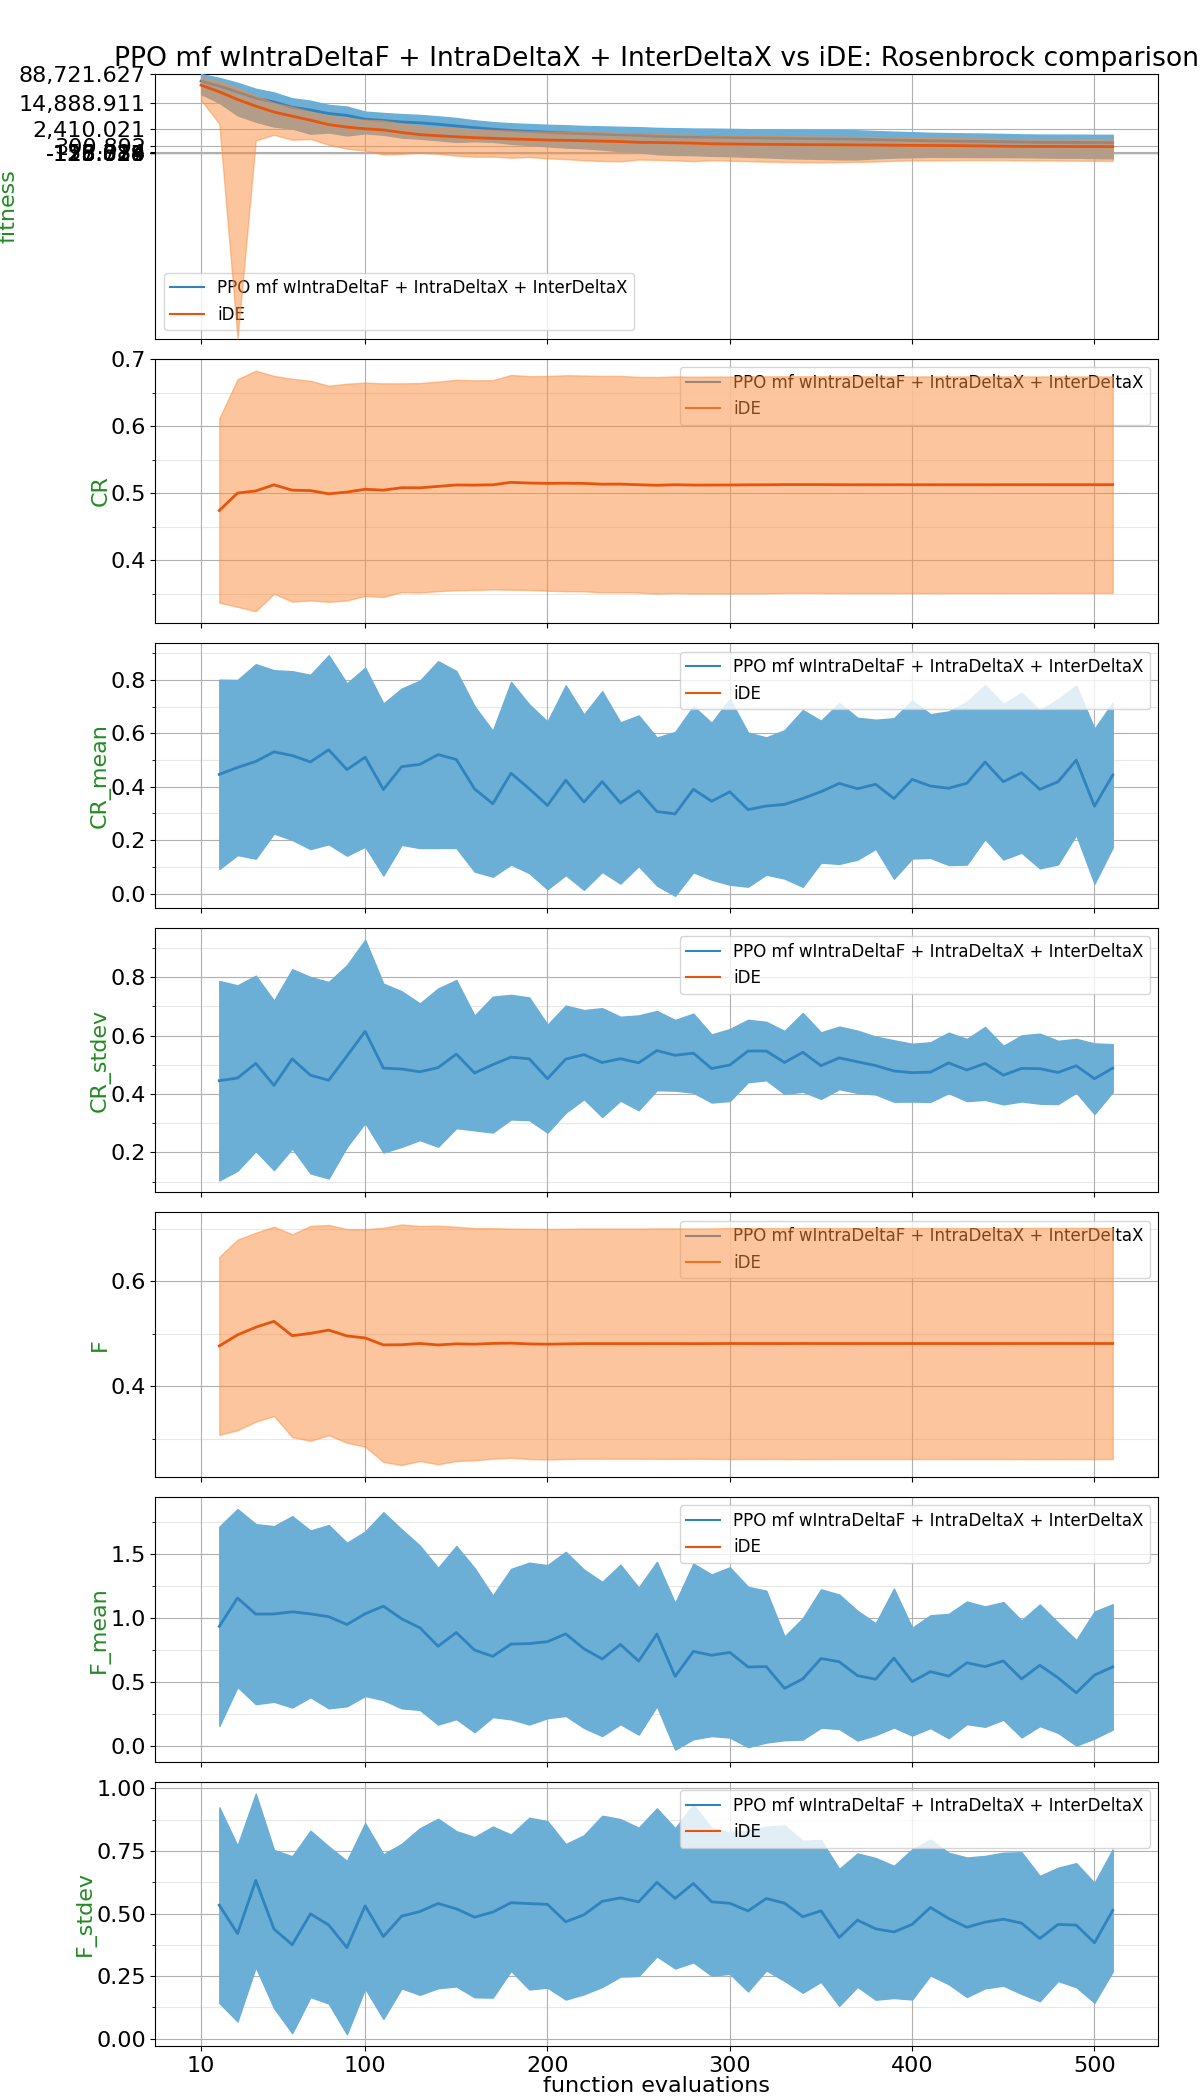 PPO mf wIntraDeltaF + IntraDeltaX + InterDeltaX vs iDE: Rosenbrock comparison
88,721.627
14,888.911
2,410.021
fitness
PPO mf wIntraDeltaF + IntraDeltaX + InterDeltaX
iDE
0.7
0.6
0.5
0.4
CR
PPO mf wIntraDeltaF + IntraDeltaX + InterDeltaX
iDE
0.8
0.6
0.4
0.2
0.0
CR_mean
PPO mf wIntraDeltaF + IntraDeltaX + InterDeltaX
iDE
0.8
0.6
0.4
0.2
CR_stdev
PPO mf wIntraDeltaF + IntraDeltaX + InterDeltaX
iDE
0.6
0.4
F
PPO mf wIntraDeltaF + IntraDeltaX + InterDeltaX
iDE
1.5
1.0
0.5
0.0
F_mean
PPO mf wIntraDeltaF + IntraDeltaX + InterDeltaX
iDE
1.00
0.75
0.50
0.25
0.00
F_stdev
PPO mf wIntraDeltaF + IntraDeltaX + InterDeltaX
iDE
10 100 200 300 400 500
function evaluations